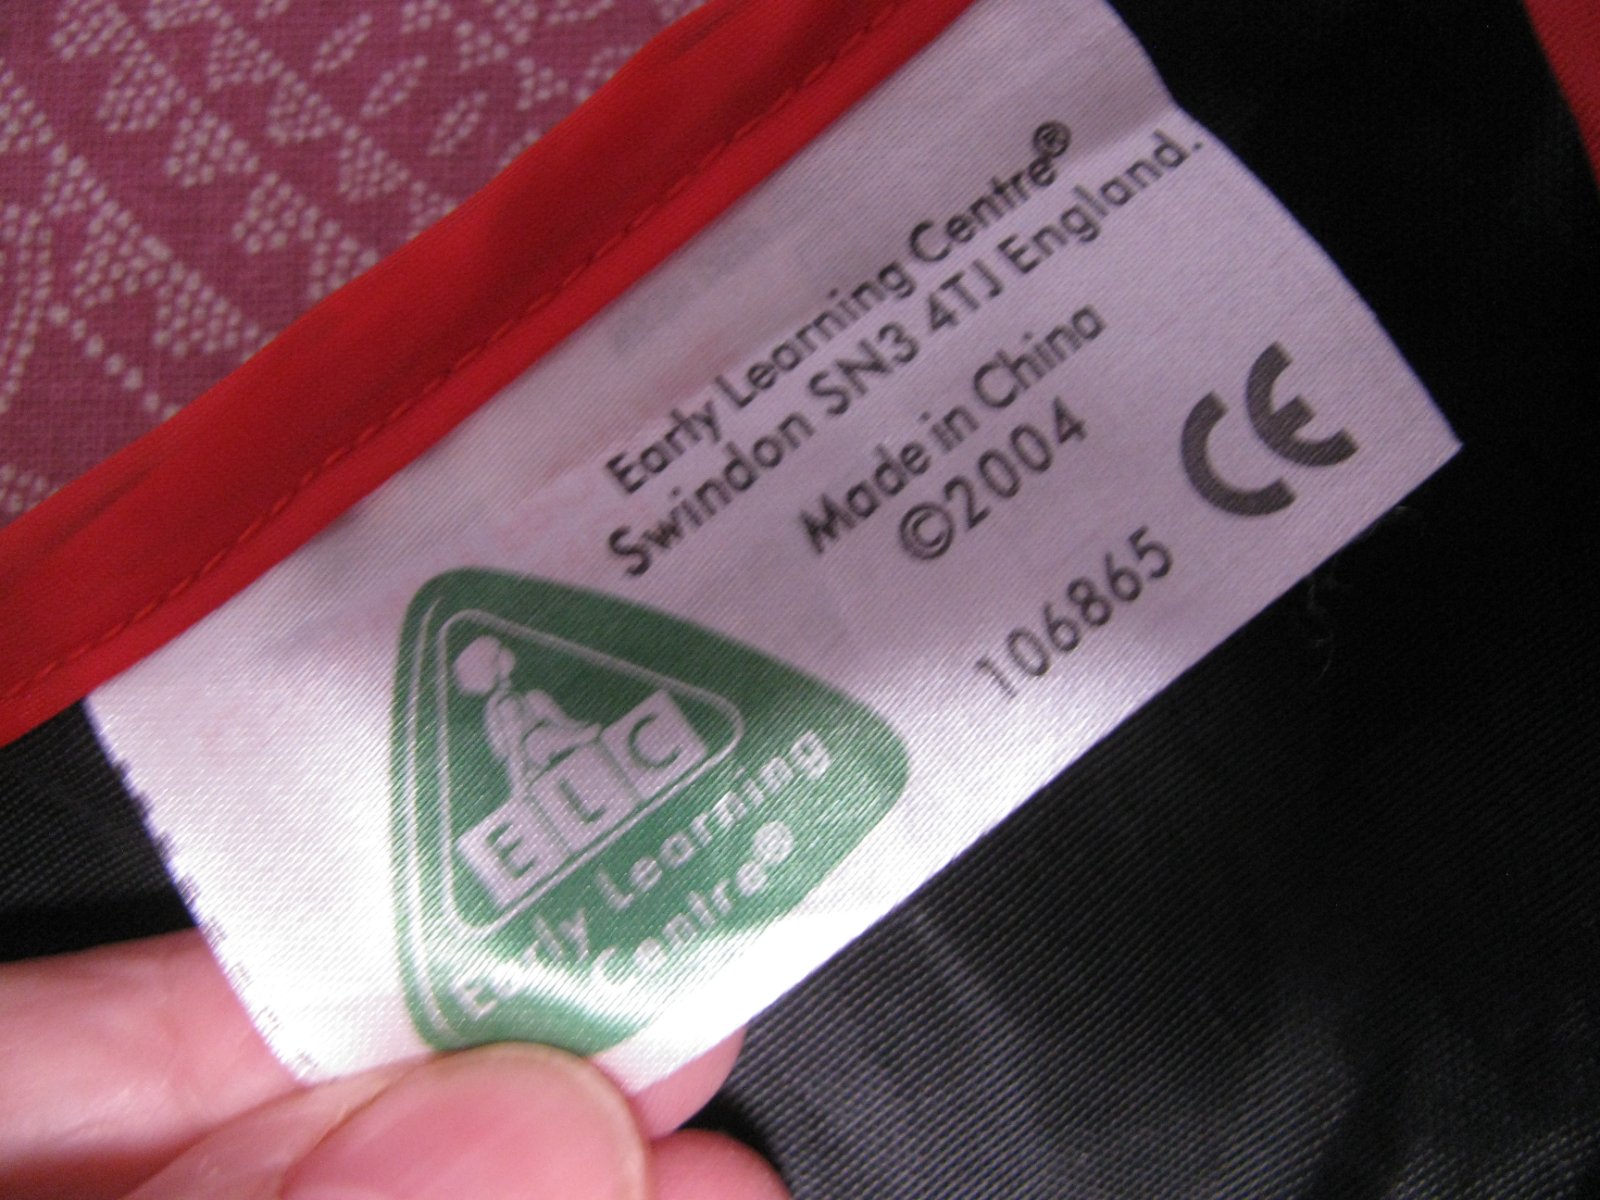 Early Learning Centre®
Swindon SN3 4TJ England.
Made in China
©2004
CE
106865
ELC
Early Learning
Centre®